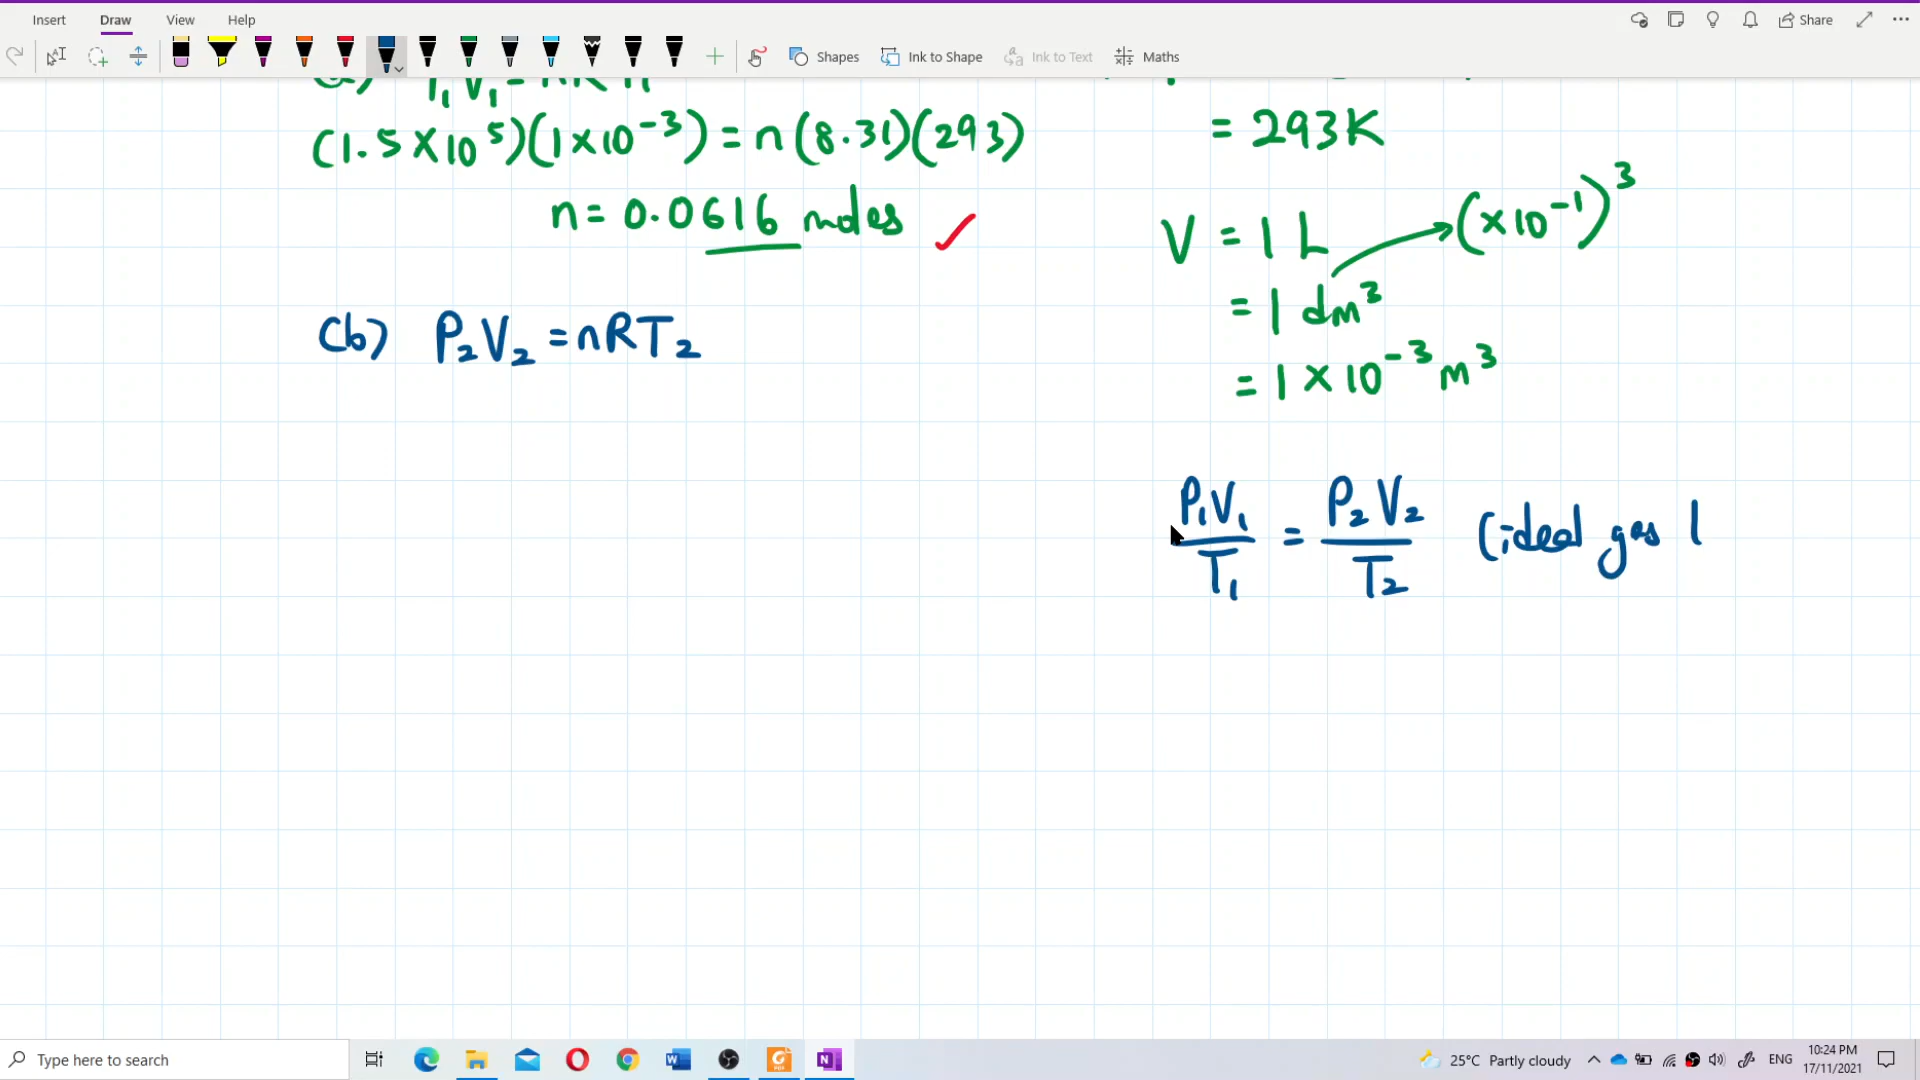 Insert Draw View Help
Share
Shapes Ink to Shape Ink to Text Maths
(1.5×10⁵)(1×10⁻³) = n(8.31)(293)
n = 0.0616 moles
(b) P₂V₂ = nRT₂
= 293K
V = 1 L (×10⁻¹)³
= 1 dm³
= 1 × 10⁻³ m³
P₁V₁/T₁ = P₂V₂/T₂ (ideal gas l
Type here to search
25°C Partly cloudy
ENG
10:24 PM
17/11/2021